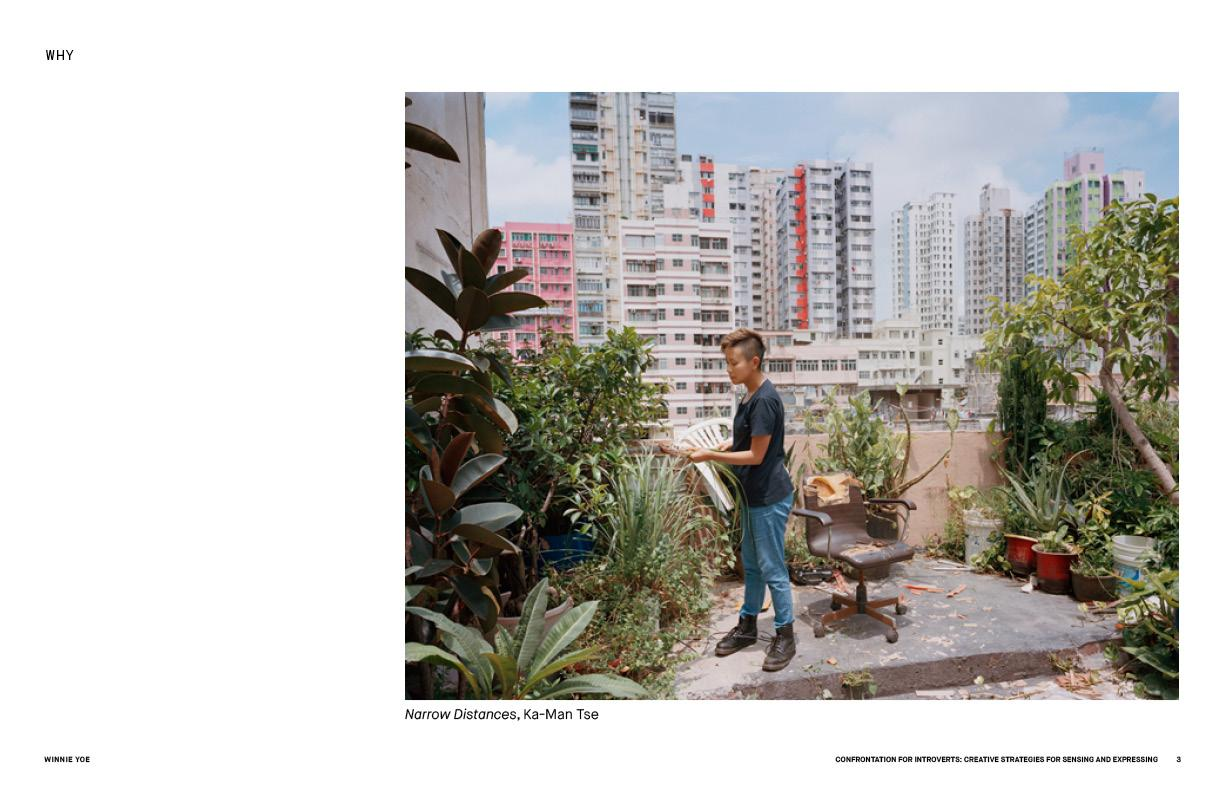 WHY
Narrow Distances, Ka-Man Tse
WINNIE YOE
CONFRONTATION FOR INTROVERTS: CREATIVE STRATEGIES FOR SENSING AND EXPRESSING 3